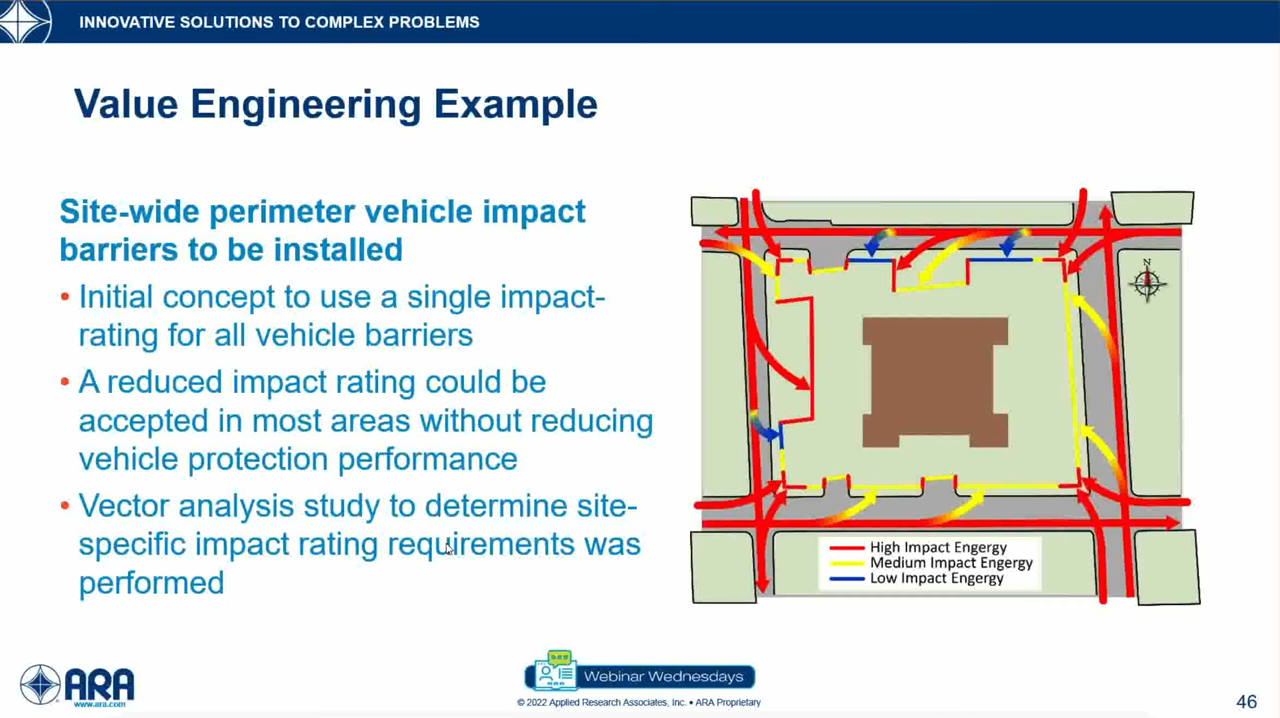 INNOVATIVE SOLUTIONS TO COMPLEX PROBLEMS
Value Engineering Example
Site-wide perimeter vehicle impact
barriers to be installed
• Initial concept to use a single impact-
rating for all vehicle barriers
• A reduced impact rating could be
accepted in most areas without reducing
vehicle protection performance
• Vector analysis study to determine site-
specific impact rating requirements was
performed
N
High Impact Engergy
Medium Impact Engergy
Low Impact Engergy
ARA
www.ara.com
Webinar Wednesdays
© 2022 Applied Research Associates, Inc. • ARA Proprietary
46